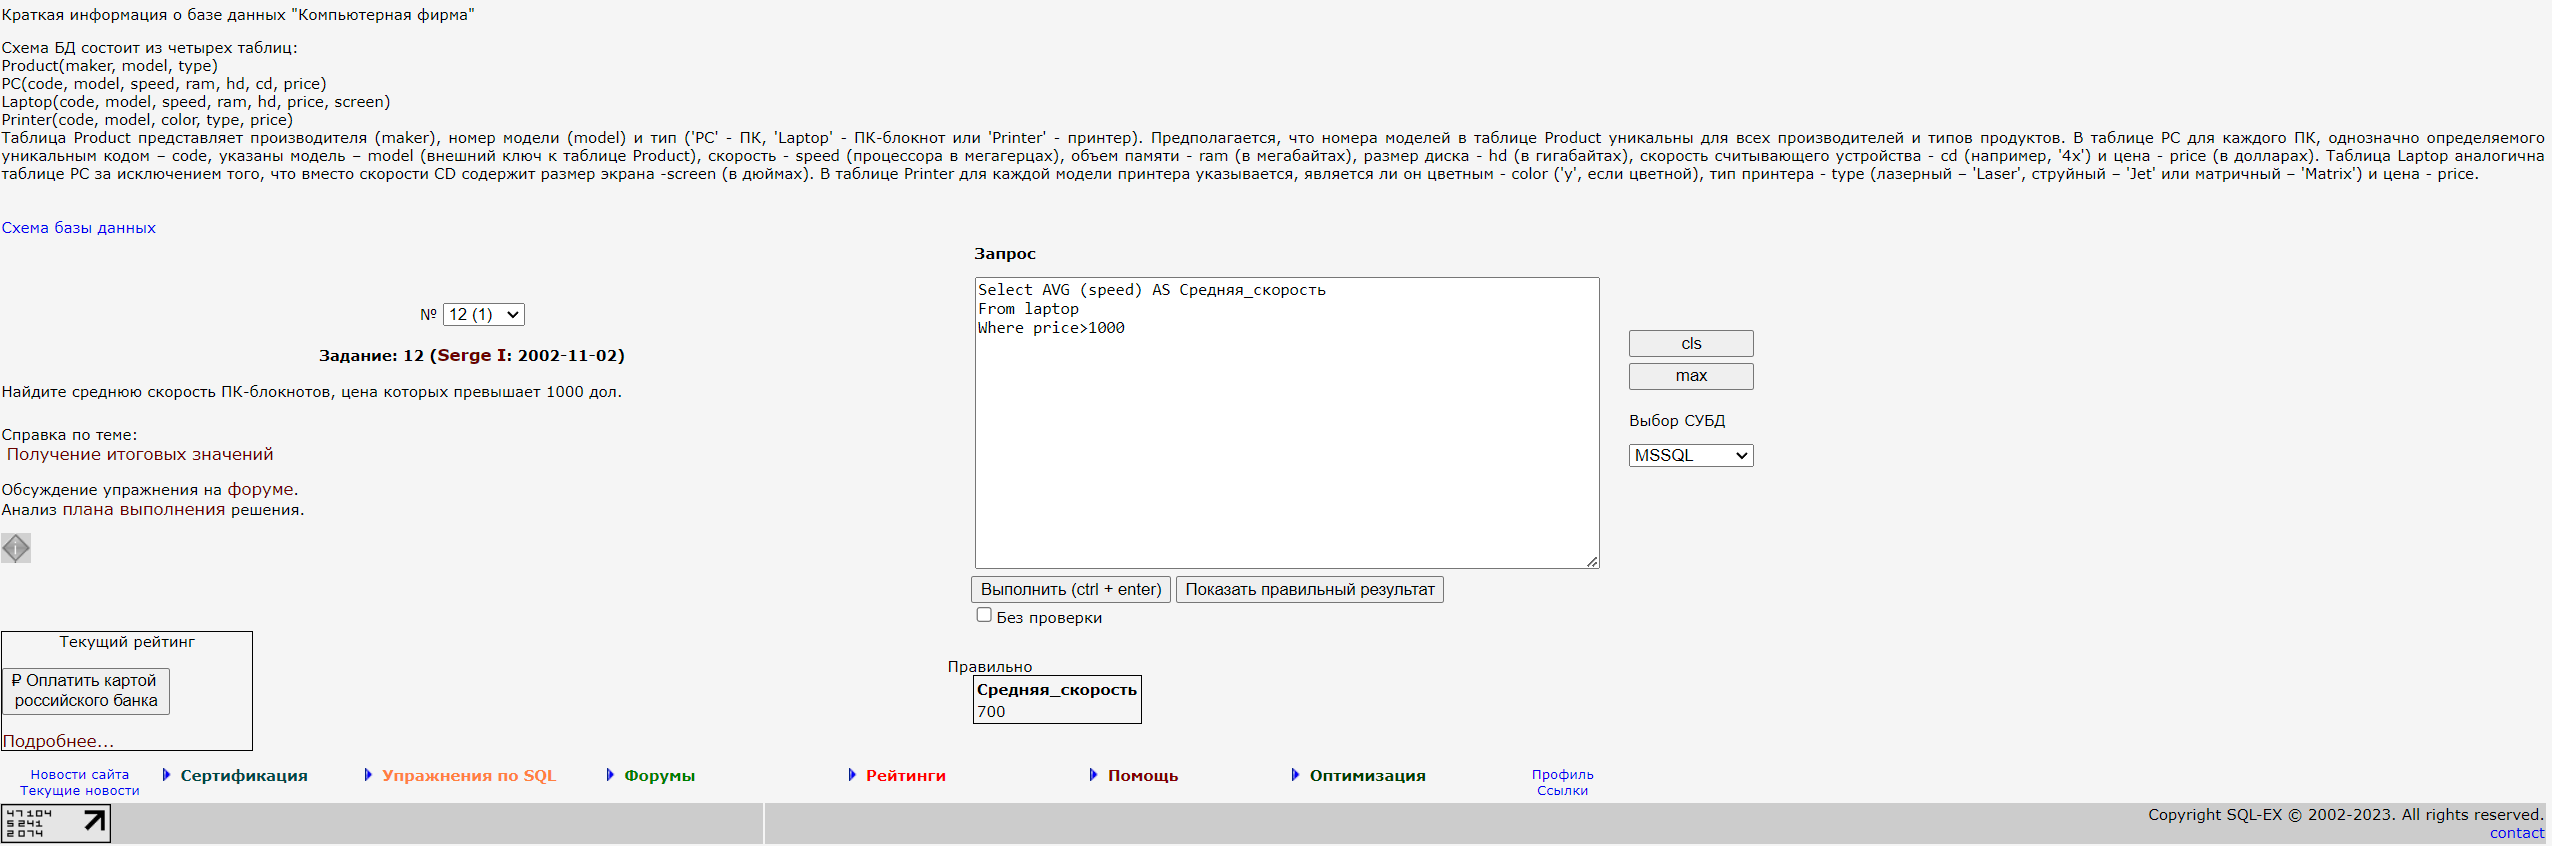 Краткая информация о базе данных "Компьютерная фирма"
Схема БД состоит из четырех таблиц:
Product(maker, model, type)
PC(code, model, speed, ram, hd, cd, price)
Laptop(code, model, speed, ram, hd, price, screen)
Printer(code, model, color, type, price)
Таблица Product представляет производителя (maker), номер модели (model) и тип ('PC' - ПК, 'Laptop' - ПК-блокнот или 'Printer' - принтер). Предполагается, что номера моделей в таблице Product уникальны для всех производителей и типов продуктов. В таблице PC для каждого ПК, однозначно определяемого
уникальным кодом – code, указаны модель – model (внешний ключ к таблице Product), скорость - speed (процессора в мегагерцах), объем памяти - ram (в мегабайтах), размер диска - hd (в гигабайтах), скорость считывающего устройства - cd (например, '4x') и цена - price (в долларах). Таблица Laptop аналогична
таблице РС за исключением того, что вместо скорости CD содержит размер экрана -screen (в дюймах). В таблице Printer для каждой модели принтера указывается, является ли он цветным - color ('y', если цветной), тип принтера - type (лазерный – 'Laser', струйный – 'Jet' или матричный – 'Matrix') и цена - price.
Схема базы данных
№ 12 (1)
Задание: 12 (Serge I: 2002-11-02)
Найдите среднюю скорость ПК-блокнотов, цена которых превышает 1000 дол.
Справка по теме:
Получение итоговых значений
Обсуждение упражнения на форуме.
Анализ плана выполнения решения.
Запрос
Select AVG (speed) AS Средняя_скорость
From laptop
Where price>1000
cls
max
Выбор СУБД
MSSQL
Выполнить (ctrl + enter) Показать правильный результат
Без проверки
Правильно
Средняя_скорость
700
Текущий рейтинг
₽ Оплатить картой
российского банка
Подробнее...
Новости сайта
Текущие новости
Сертификация
Упражнения по SQL
Форумы
Рейтинги
Помощь
Оптимизация
Профиль
Ссылки
47104
5241
2074
Copyright SQL-EX © 2002-2023. All rights reserved.
contact